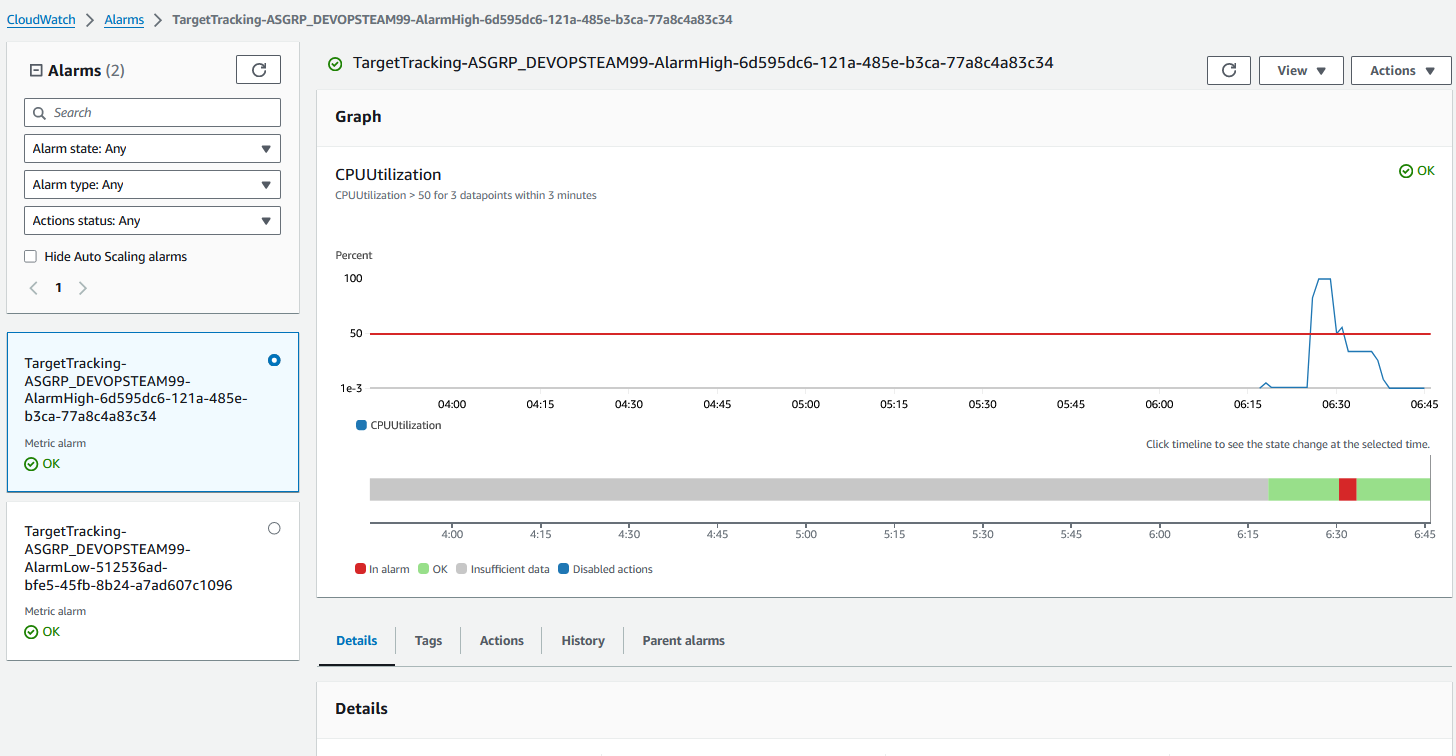 CloudWatch > Alarms > TargetTracking-ASGRP_DEVOPSTEAM99-AlarmHigh-6d595dc6-121a-485e-b3ca-77a8c4a83c34
Alarms (2)
Search
Alarm state: Any
Alarm type: Any
Actions status: Any
Hide Auto Scaling alarms
1
TargetTracking-
ASGRP_DEVOPSTEAM99-
AlarmHigh-6d595dc6-121a-485e-
b3ca-77a8c4a83c34
Metric alarm
OK
TargetTracking-
ASGRP_DEVOPSTEAM99-
AlarmLow-512536ad-
bfe5-45fb-8b24-a7ad607c1096
Metric alarm
OK
TargetTracking-ASGRP_DEVOPSTEAM99-AlarmHigh-6d595dc6-121a-485e-b3ca-77a8c4a83c34
View
Actions
Graph
CPUUtilization
OK
CPUUtilization > 50 for 3 datapoints within 3 minutes
Percent
100
50
1e-3
04:00 04:15 04:30 04:45 05:00 05:15 05:30 05:45 06:00 06:15 06:30 06:45
CPUUtilization
Click timeline to see the state change at the selected time.
4:00 4:15 4:30 4:45 5:00 5:15 5:30 5:45 6:00 6:15 6:30 6:45
In alarm OK Insufficient data Disabled actions
Details Tags Actions History Parent alarms
Details